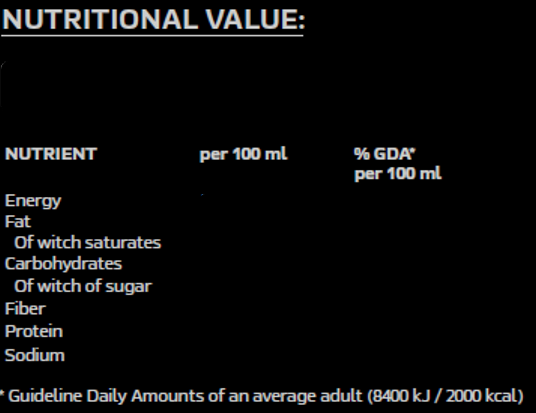 NUTRITIONAL VALUE:
NUTRIENT per 100 ml % GDA*
per 100 ml
Energy
Fat
Of witch saturates
Carbohydrates
Of witch of sugar
Fiber
Protein
Sodium
* Guideline Daily Amounts of an average adult (8400 kJ / 2000 kcal)